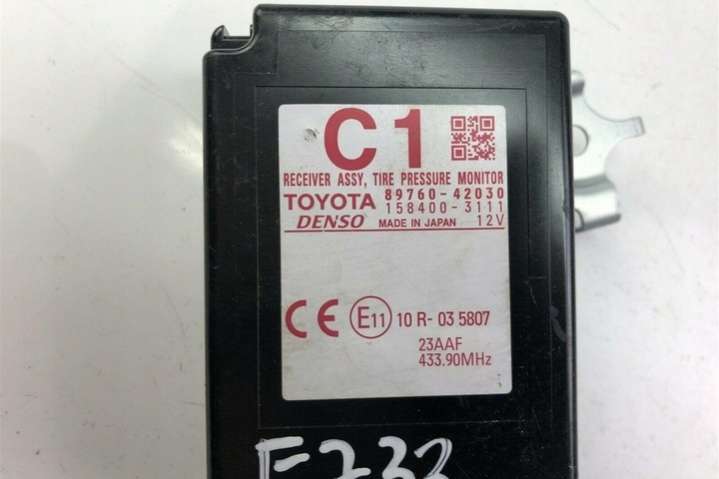 C1
RECEIVER ASSY, TIRE PRESSURE MONITOR
TOYOTA 89760-42030
158400-3111
DENSO MADE IN JAPAN 12V
CE E11 10 R- 03 5807
23AAF
433.90MHz